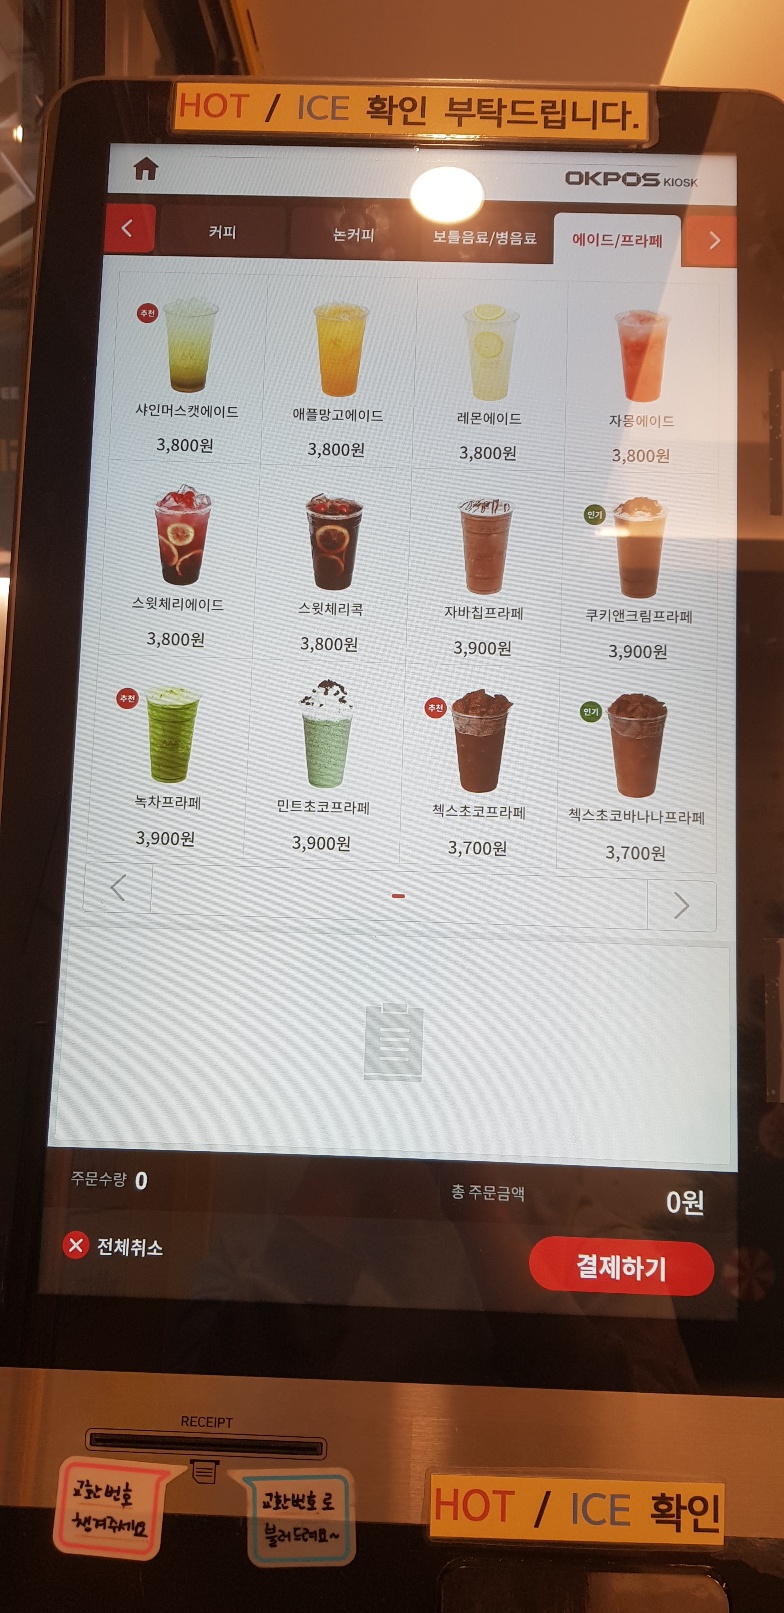 HOT / ICE 확인 부탁드립니다.
OKPOS KIOSK
커피 논커피 보틀음료/병음료 에이드/프라페
추천
샤인머스캣에이드 애플망고에이드 레몬에이드 자몽에이드
3,800원 3,800원 3,800원 3,800원
인기
스윗체리에이드 스윗체리콕 자바칩프라페 쿠키앤크림프라페
3,800원 3,800원 3,900원 3,900원
추천 추천 인기
녹차프라페 민트초코프라페 첵스초코프라페 첵스초코바나나프라페
3,900원 3,900원 3,700원 3,700원
주문수량 0 총 주문금액 0원
전체취소 결제하기
RECEIPT
교환번호
챙겨주세요
교환번호로
불러드려요~
HOT / ICE 확인